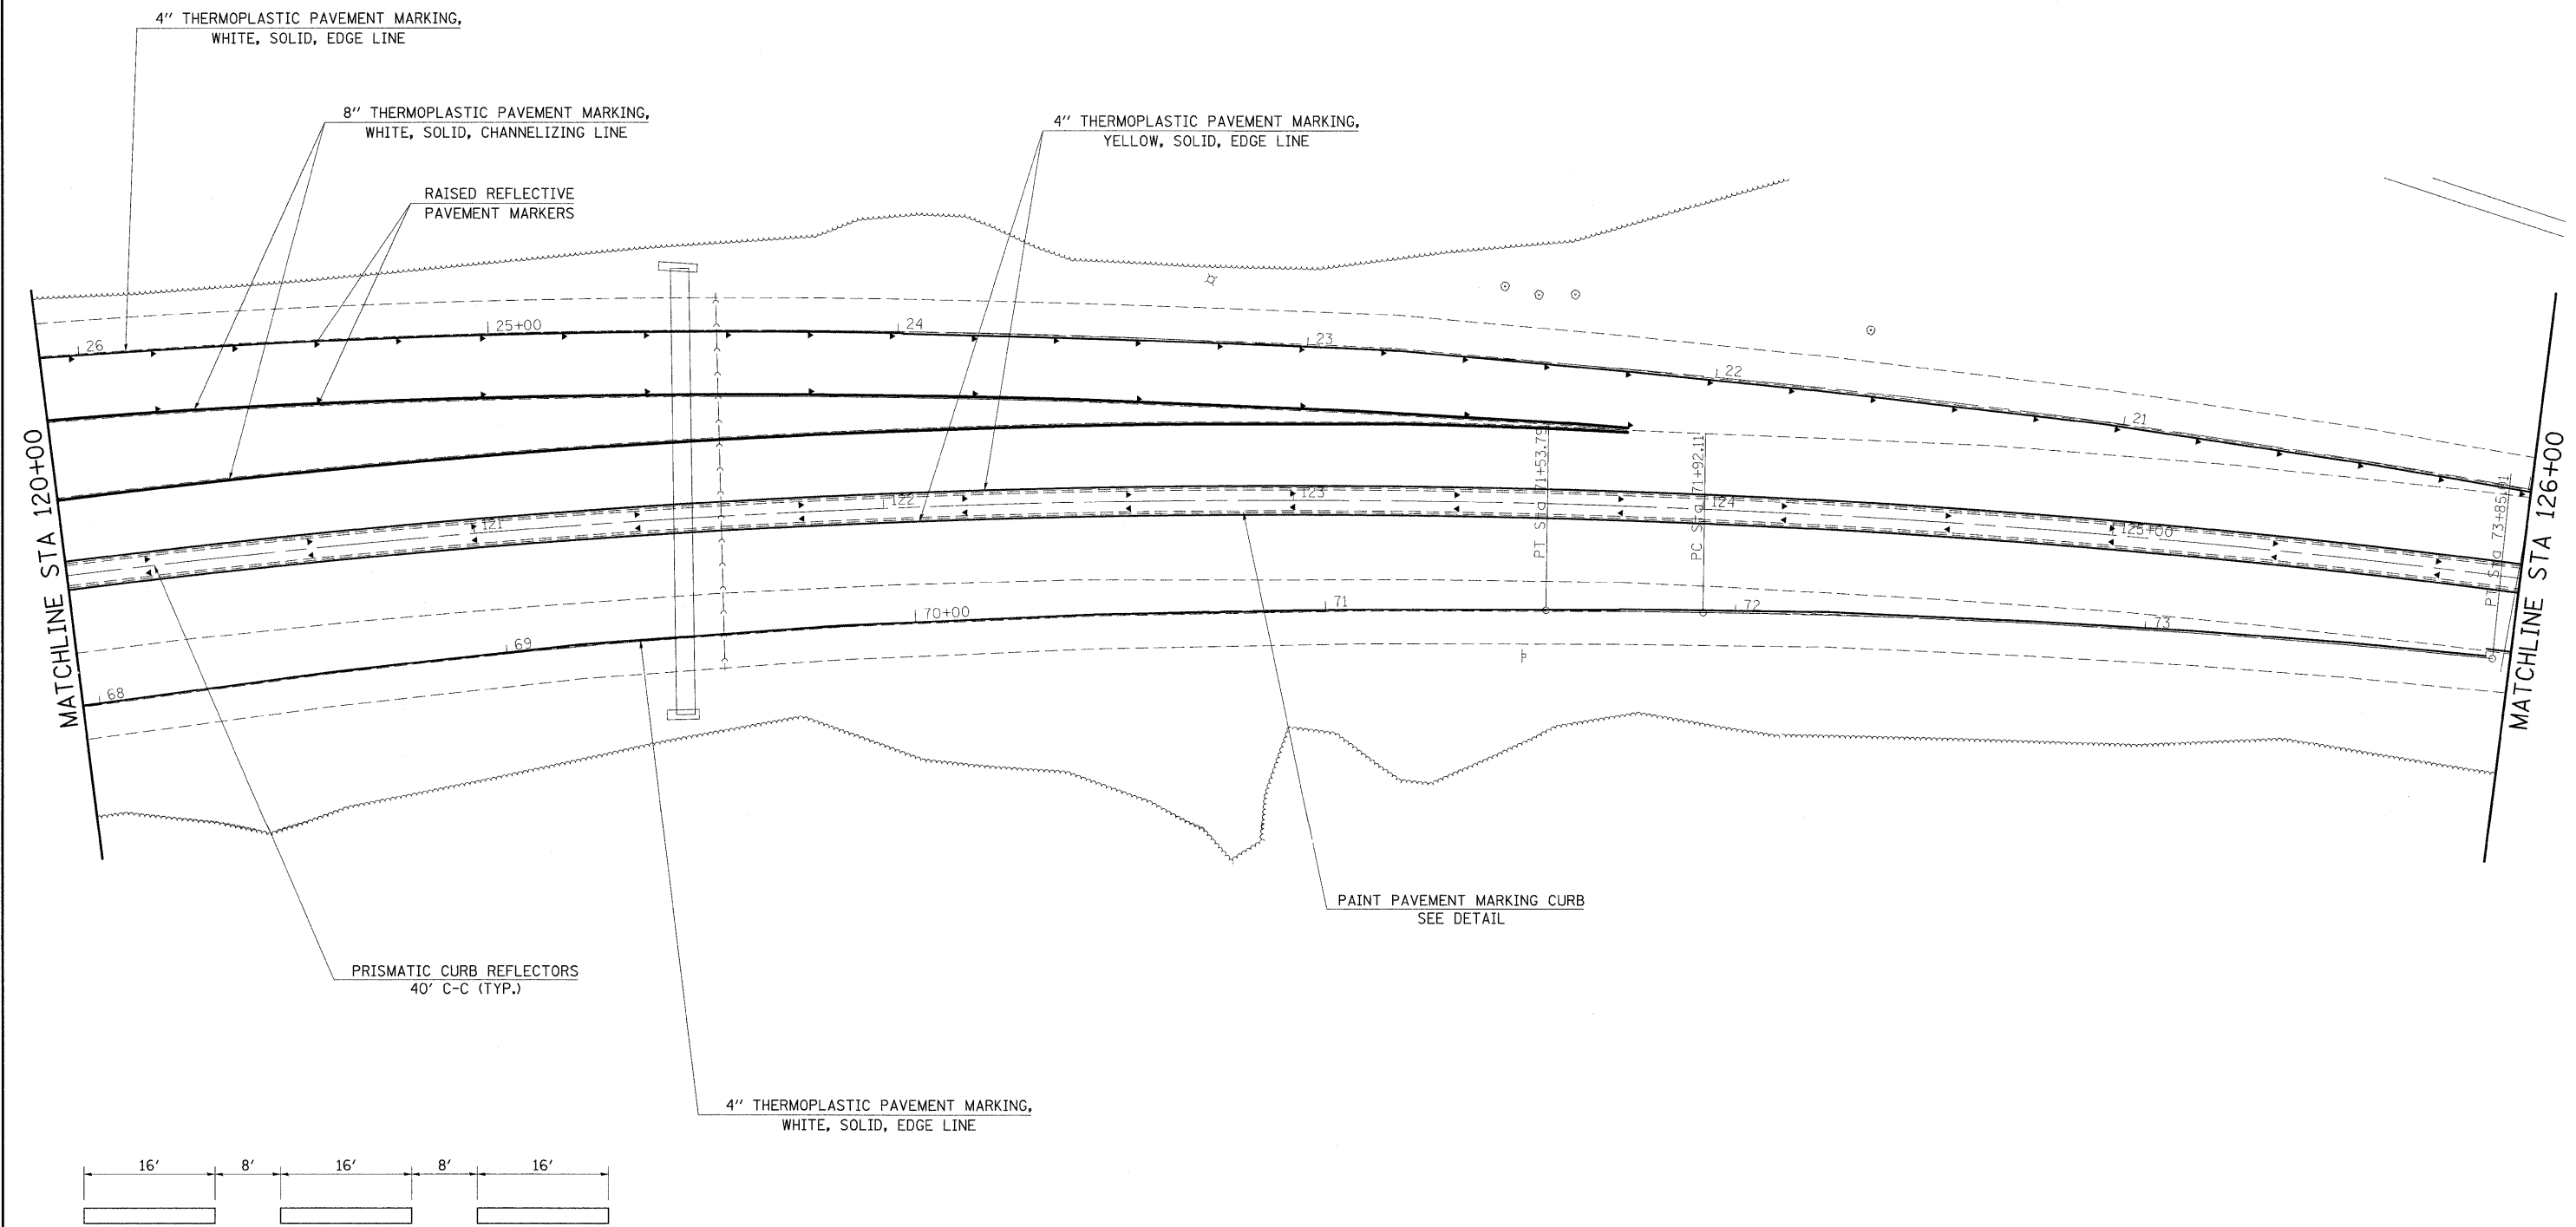 4" THERMOPLASTIC PAVEMENT MARKING,
WHITE, SOLID, EDGE LINE
8" THERMOPLASTIC PAVEMENT MARKING,
WHITE, SOLID, CHANNELIZING LINE
4" THERMOPLASTIC PAVEMENT MARKING,
YELLOW, SOLID, EDGE LINE
RAISED REFLECTIVE
PAVEMENT MARKERS
26
25+00
24
23
22
21
MATCHLINE STA 120+00
121
122
123
124
125+00
PT Sta 71+53.79
PC Sta 71+92.11
PT Sta 73+85.01
MATCHLINE STA 126+00
68
69
70+00
71
72
73
PAINT PAVEMENT MARKING CURB
SEE DETAIL
PRISMATIC CURB REFLECTORS
40' C-C (TYP.)
4" THERMOPLASTIC PAVEMENT MARKING,
WHITE, SOLID, EDGE LINE
16' 8' 16' 8' 16'